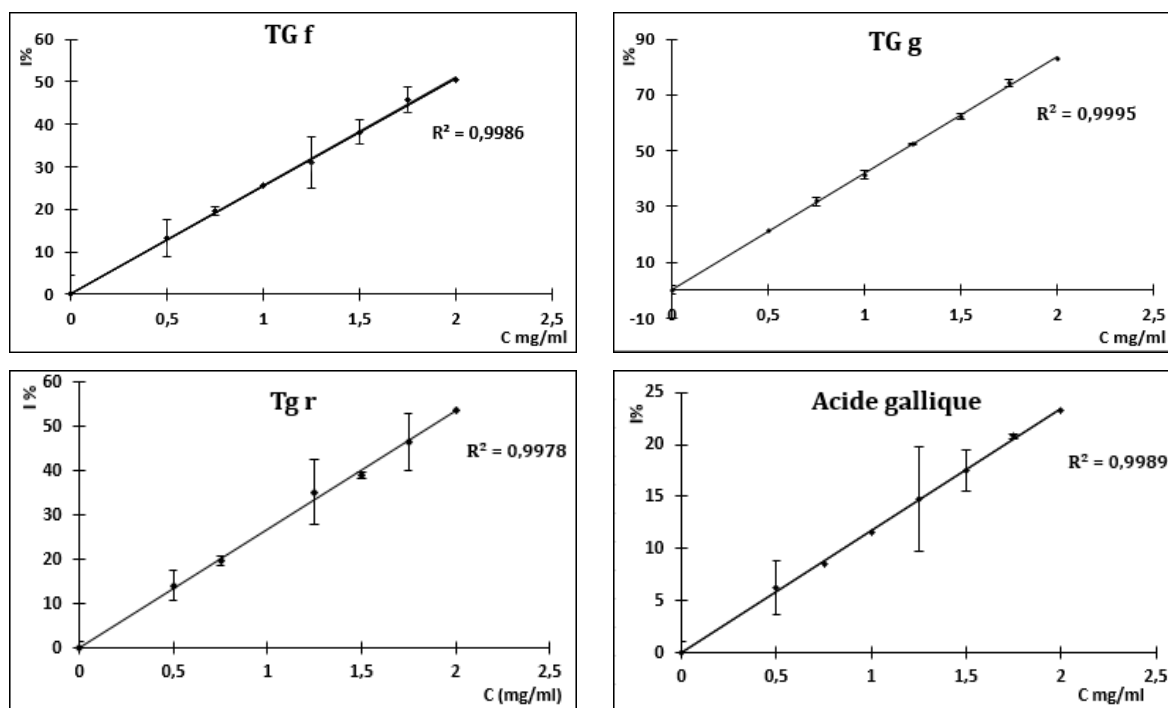 TG f
I%
60
50
40
30
20
10
0
R² = 0,9986
0 0,5 1 1,5 2 2,5
C mg/ml
TG g
I%
90
70
50
30
10
-10
R² = 0,9995
0 0,5 1 1,5 2 2,5
C mg/ml
Tg r
I %
60
50
40
30
20
10
0
R² = 0,9978
0 0,5 1 1,5 2 2,5
C (mg/ml)
Acide gallique
I%
25
20
15
10
5
0
R² = 0,9989
0 0,5 1 1,5 2 2,5
C mg/ml